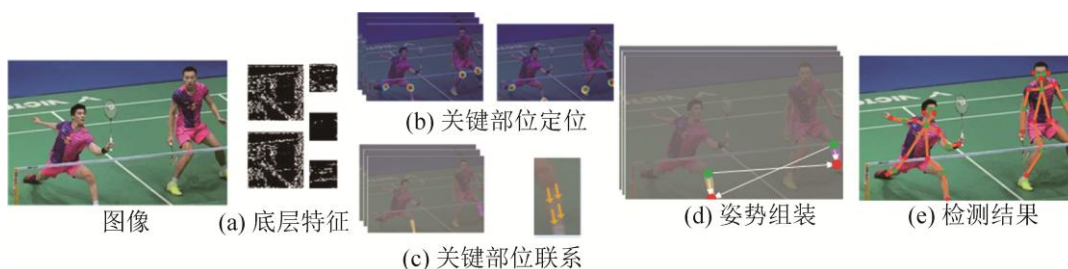 图像
(a) 底层特征
(b) 关键部位定位
(c) 关键部位联系
(d) 姿势组装
(e) 检测结果